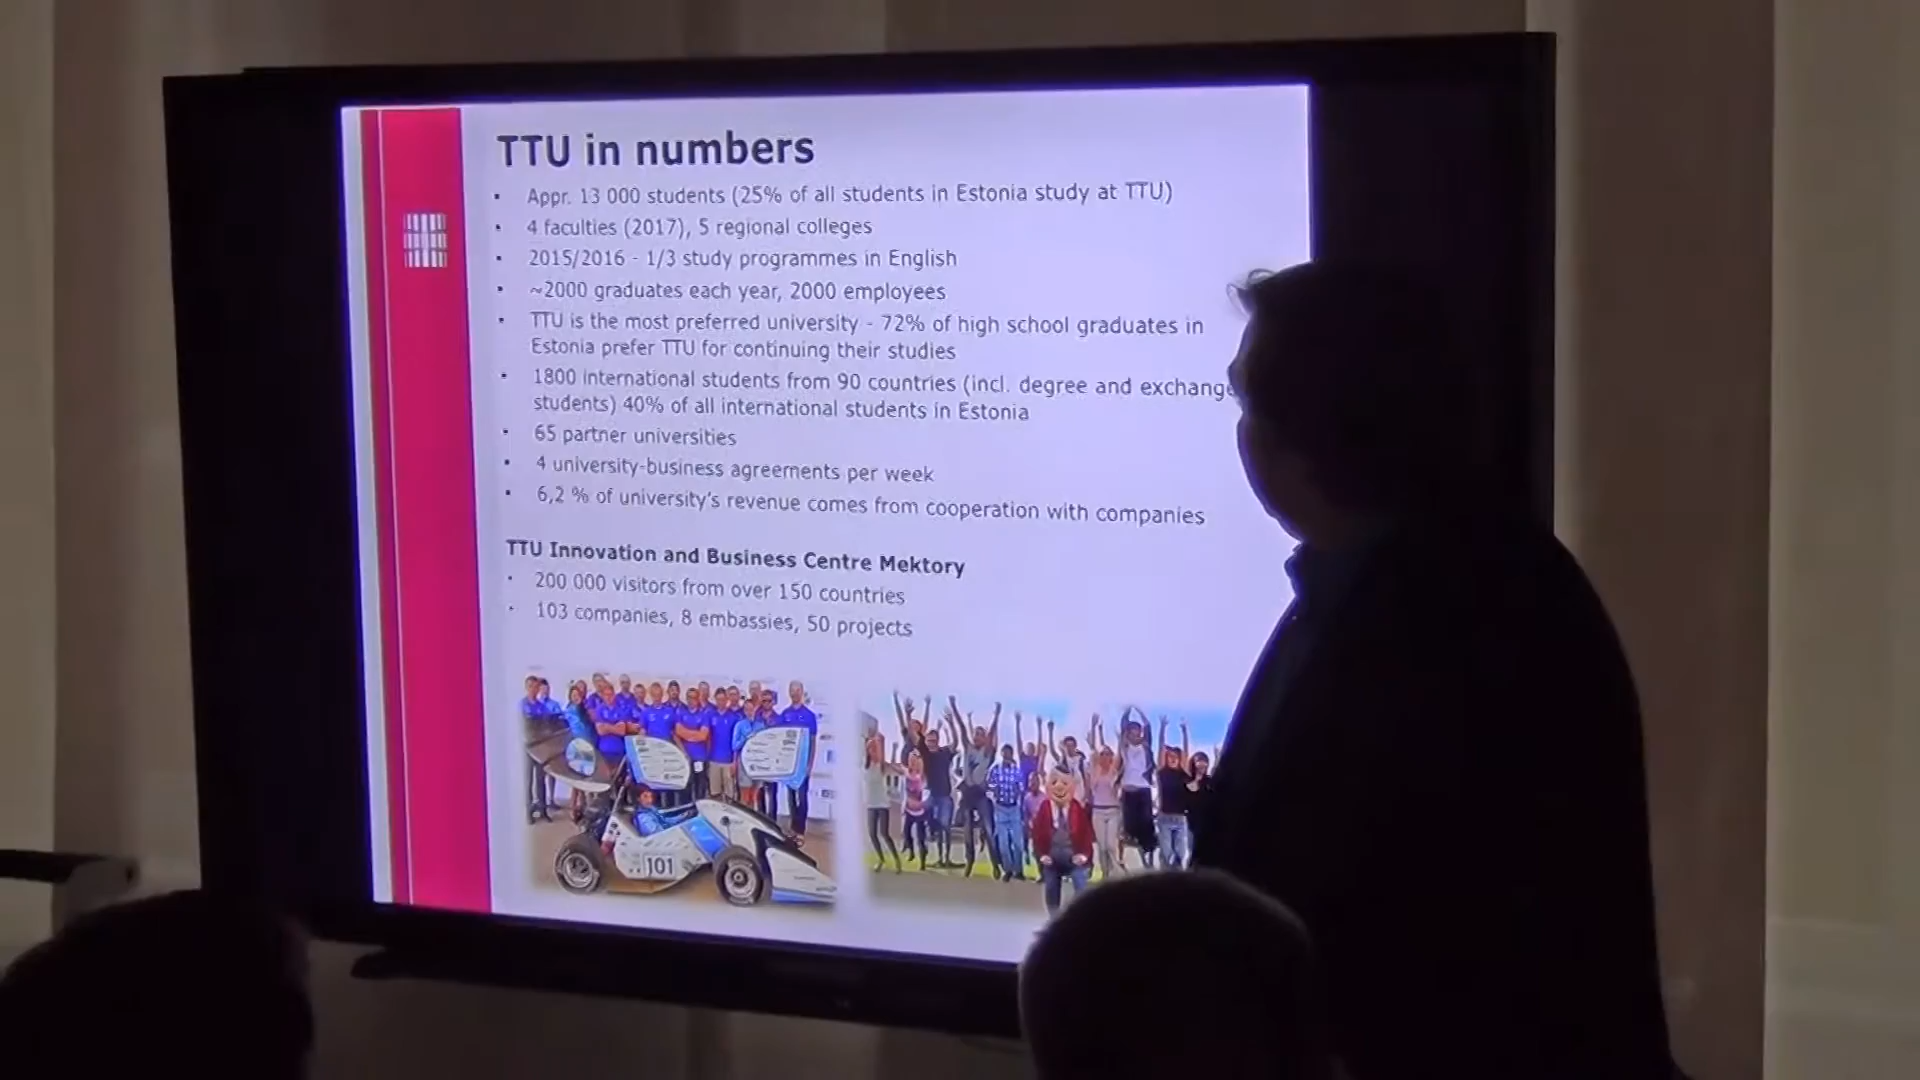 TTU in numbers
▪ Appr. 13 000 students (25% of all students in Estonia study at TTU)
▪ 4 faculties (2017), 5 regional colleges
▪ 2015/2016 - 1/3 study programmes in English
▪ ~2000 graduates each year, 2000 employees
▪ TTU is the most preferred university - 72% of high school graduates in
Estonia prefer TTU for continuing their studies
▪ 1800 international students from 90 countries (incl. degree and exchange
students) 40% of all international students in Estonia
▪ 65 partner universities
▪ 4 university-business agreements per week
▪ 6,2 % of university's revenue comes from cooperation with companies
TTU Innovation and Business Centre Mektory
▪ 200 000 visitors from over 150 countries
▪ 103 companies, 8 embassies, 50 projects
101